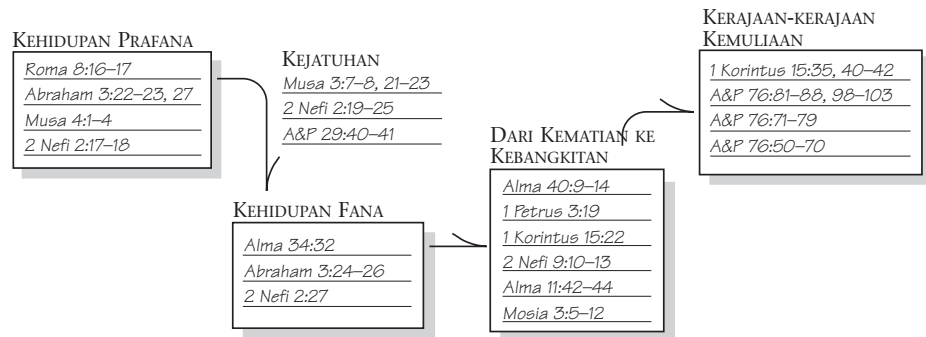 KEHIDUPAN PRAFANA
Roma 8:16–17
Abraham 3:22–23, 27
Musa 4:1–4
2 Nefi 2:17–18
KEJATUHAN
Musa 3:7–8, 21–23
2 Nefi 2:19–25
A&P 29:40–41
KEHIDUPAN FANA
Alma 34:32
Abraham 3:24–26
2 Nefi 2:27
DARI KEMATIAN KE
KEBANGKITAN
Alma 40:9–14
1 Petrus 3:19
1 Korintus 15:22
2 Nefi 9:10–13
Alma 11:42–44
Mosia 3:5–12
KERAJAAN-KERAJAAN
KEMULIAAN
1 Korintus 15:35, 40–42
A&P 76:81–88, 98–103
A&P 76:71–79
A&P 76:50–70